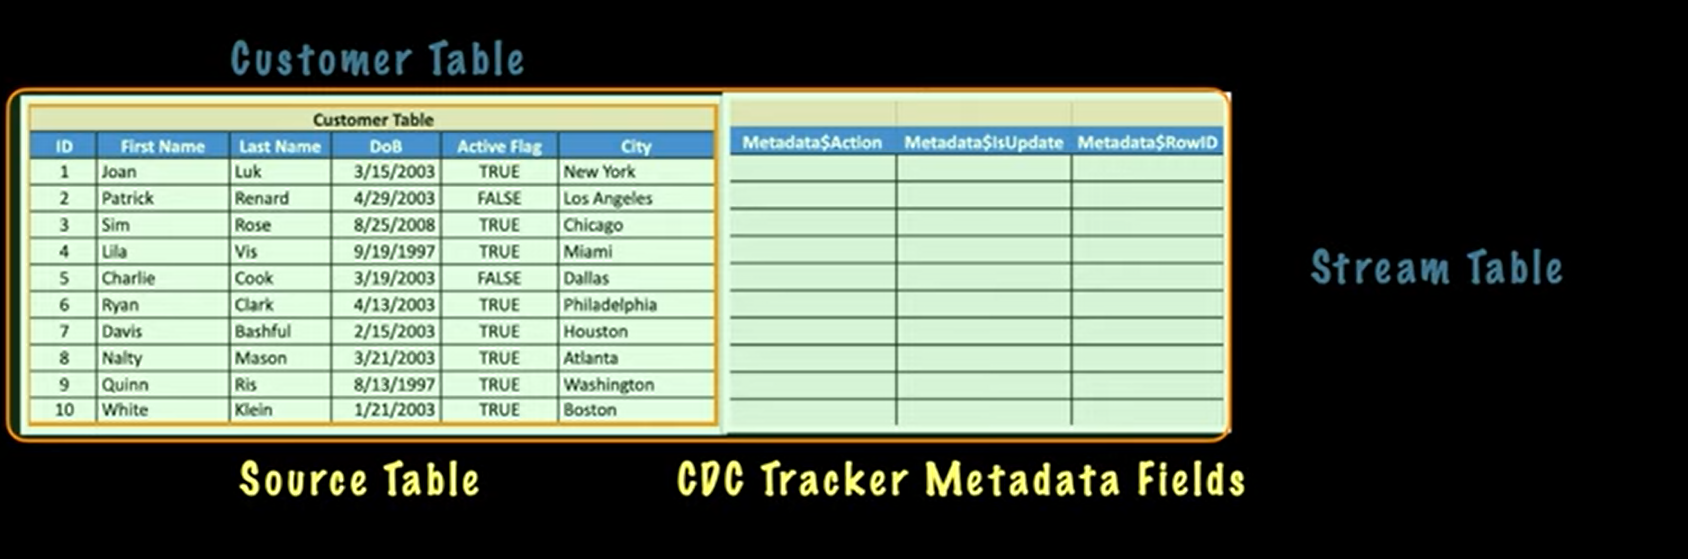 Customer Table
Customer Table
ID First Name Last Name DoB Active Flag City Metadata$Action Metadata$IsUpdate Metadata$RowID
1 Joan Luk 3/15/2003 TRUE New York
2 Patrick Renard 4/29/2003 FALSE Los Angeles
3 Sim Rose 8/25/2008 TRUE Chicago
4 Lila Vis 9/19/1997 TRUE Miami
5 Charlie Cook 3/19/2003 FALSE Dallas
6 Ryan Clark 4/13/2003 TRUE Philadelphia
7 Davis Bashful 2/15/2003 TRUE Houston
8 Nalty Mason 3/21/2003 TRUE Atlanta
9 Quinn Ris 8/13/1997 TRUE Washington
10 White Klein 1/21/2003 TRUE Boston
Stream Table
Source Table
CDC Tracker Metadata Fields